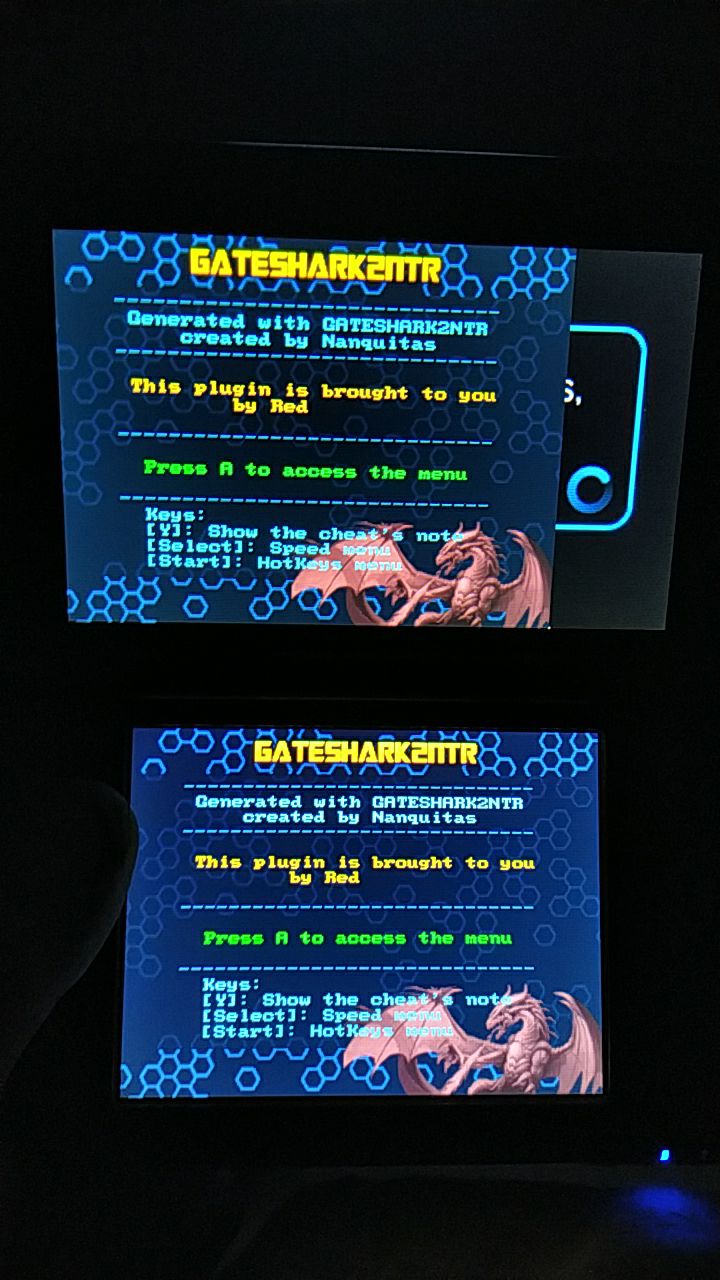 GATESHARK2NTR
Generated with GATESHARK2NTR
created by Nanquitas
This plugin is brought to you
by Red
Press A to access the menu
Keys:
[Y]: Show the cheat's note
[Select]: Speed menu
[Start]: HotKeys menu
s,
GATESHARK2NTR
Generated with GATESHARK2NTR
created by Nanquitas
This plugin is brought to you
by Red
Press A to access the menu
Keys:
[Y]: Show the cheat's note
[Select]: Speed menu
[Start]: HotKeys menu